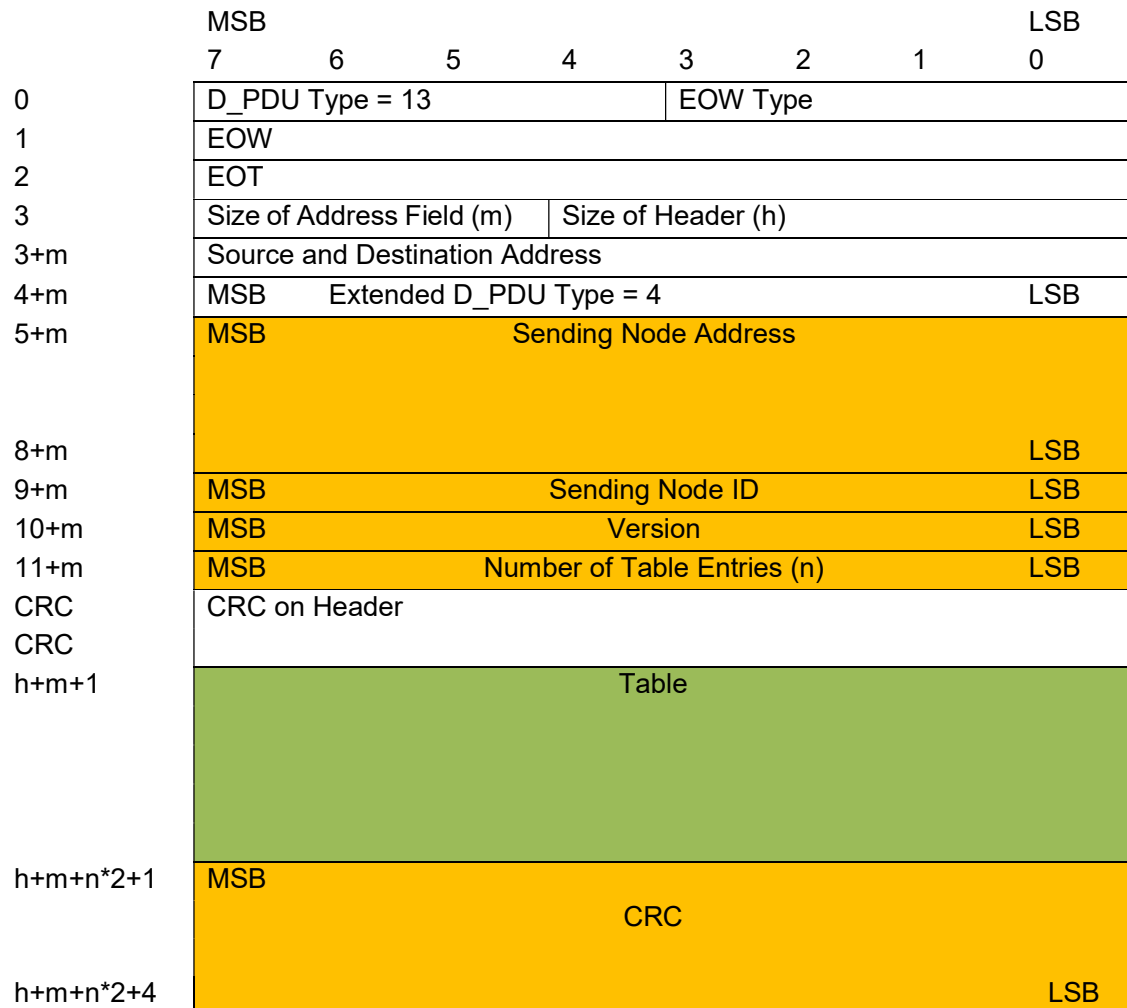 MSB LSB
7 6 5 4 3 2 1 0
0 D_PDU Type = 13 EOW Type
1 EOW
2 EOT
3 Size of Address Field (m) Size of Header (h)
3+m Source and Destination Address
4+m MSB Extended D_PDU Type = 4 LSB
5+m MSB Sending Node Address
8+m LSB
9+m MSB Sending Node ID LSB
10+m MSB Version LSB
11+m MSB Number of Table Entries (n) LSB
CRC CRC on Header
CRC
h+m+1 Table
h+m+n*2+1 MSB
CRC
h+m+n*2+4 LSB